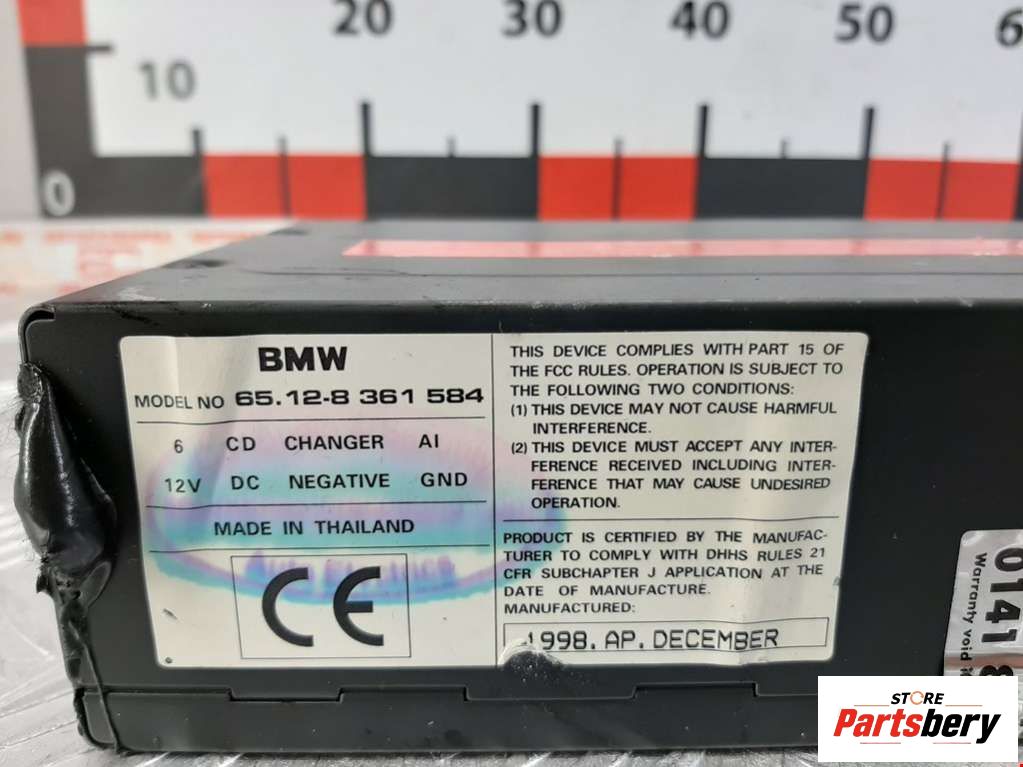 20 30 40 50 6
10
0
BMW
MODEL NO 65.12-8 361 584
6 CD CHANGER AI
12V DC NEGATIVE GND
MADE IN THAILAND
CE
THIS DEVICE COMPLIES WITH PART 15 OF
THE FCC RULES. OPERATION IS SUBJECT TO
THE FOLLOWING TWO CONDITIONS:
(1) THIS DEVICE MAY NOT CAUSE HARMFUL
INTERFERENCE.
(2) THIS DEVICE MUST ACCEPT ANY INTER-
FERENCE RECEIVED INCLUDING INTER-
FERENCE THAT MAY CAUSE UNDESIRED
OPERATION.
PRODUCT IS CERTIFIED BY THE MANUFAC-
TURER TO COMPLY WITH DHHS RULES 21
CFR SUBCHAPTER J APPLICATION AT THE
DATE OF MANUFACTURE.
MANUFACTURED:
1998. AP. DECEMBER
0141 8
Warranty void
STORE
Partsbery